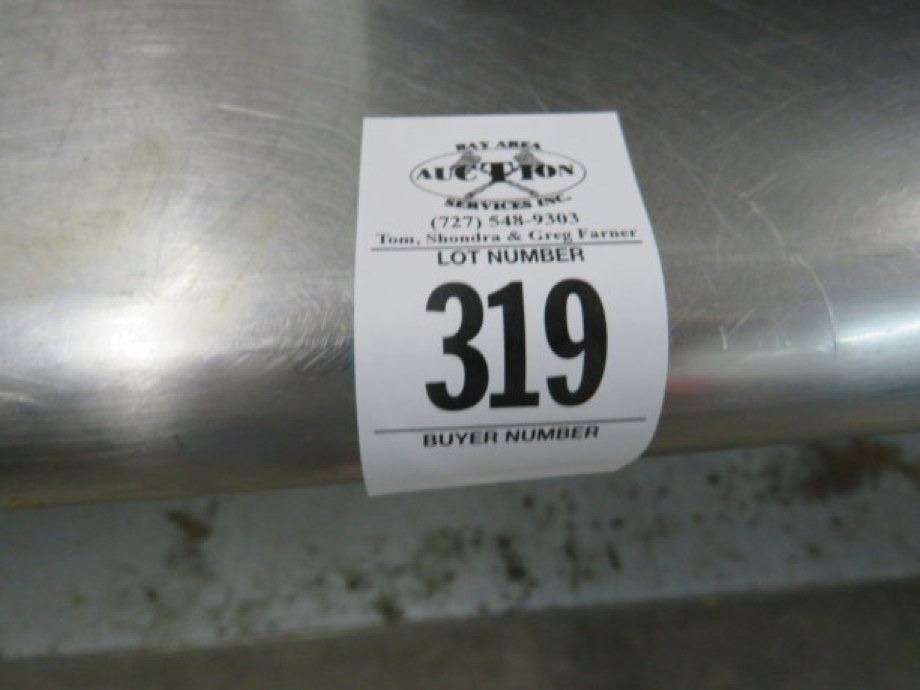 BAY AREA
AUCTION
SERVICES INC.
(727) 548-9303
Tom, Shondra & Greg Farner
LOT NUMBER
319
BUYER NUMBER